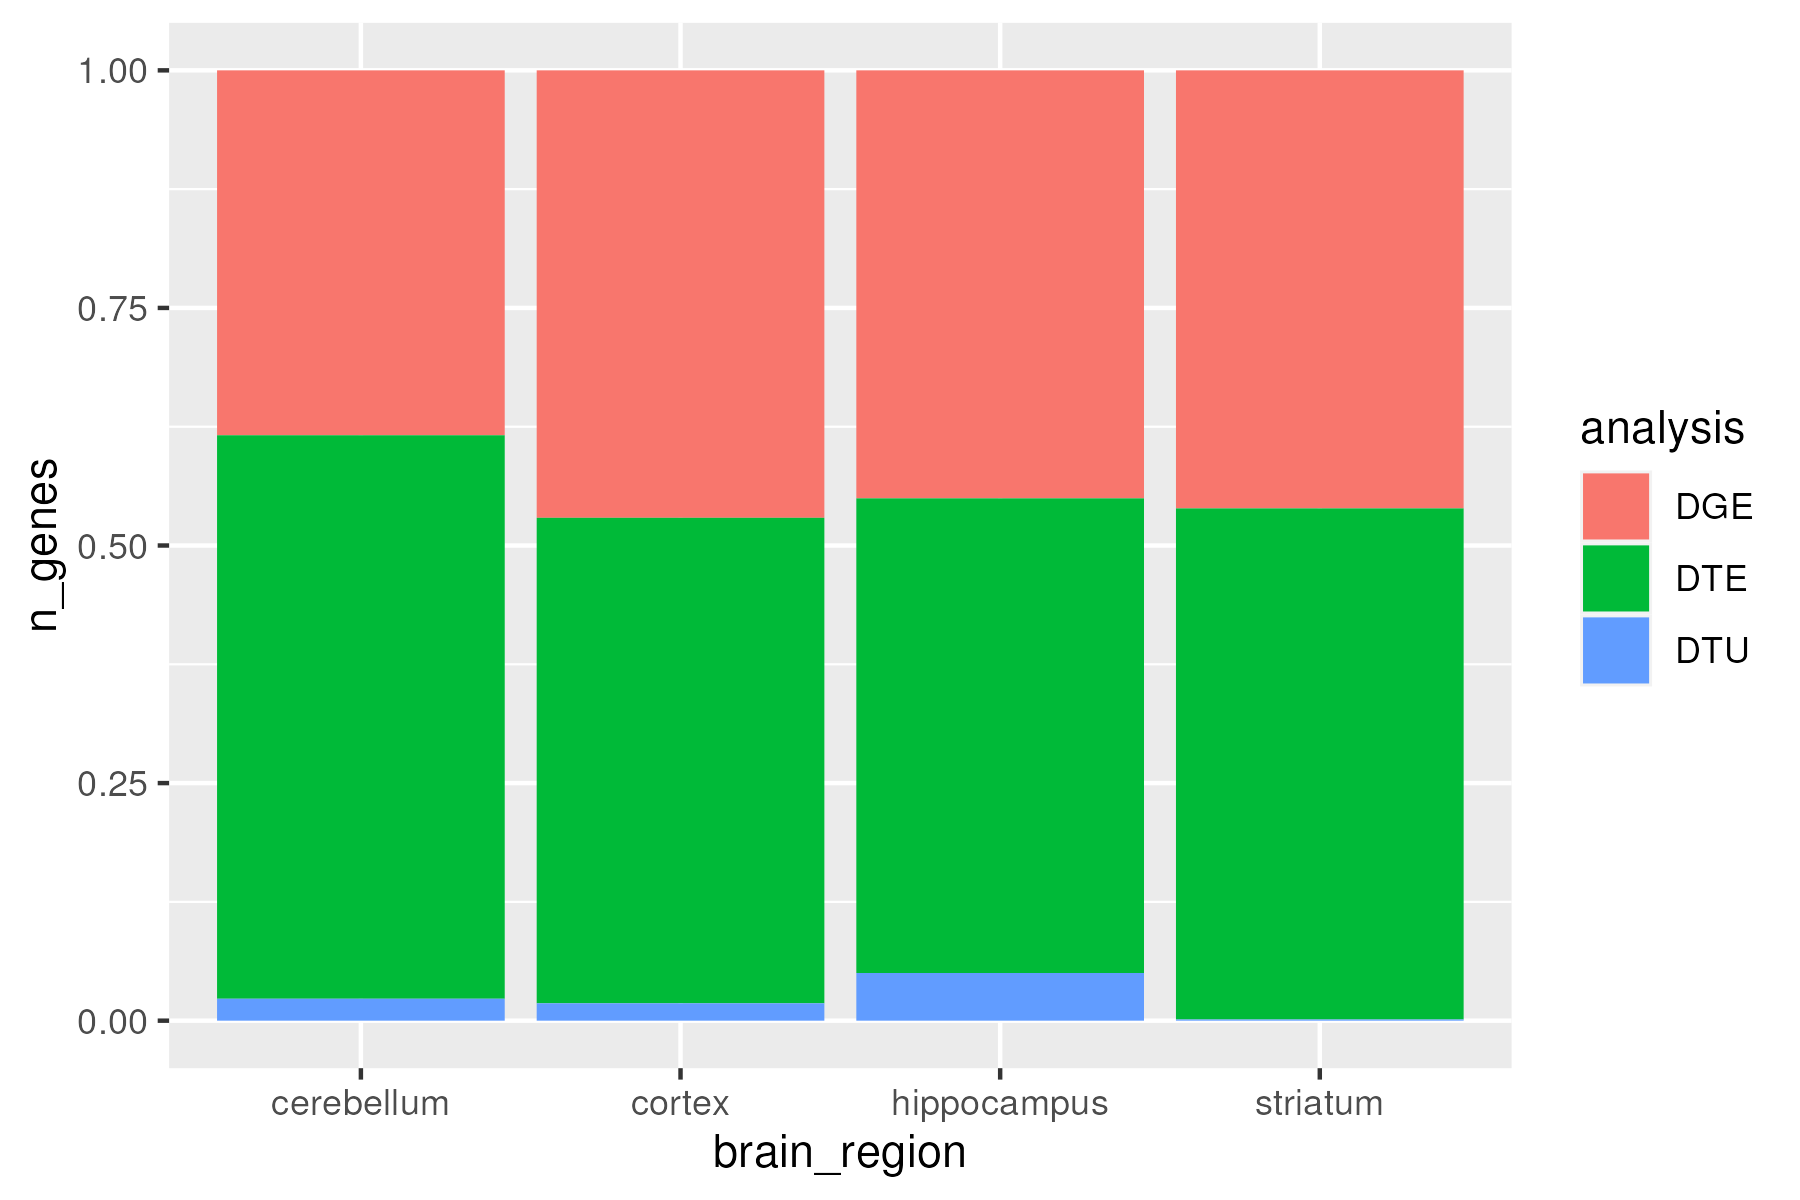 1.00
0.75
0.50
0.25
0.00
n_genes
cerebellum
cortex
hippocampus
striatum
brain_region
analysis
DGE
DTE
DTU